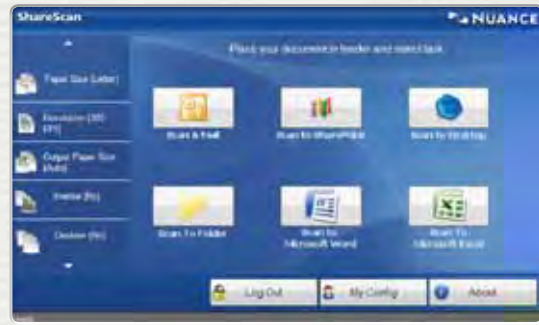 ShareScan
NUANCE
Place your documents in feeder and select task.
Paper Size (Letter)
Resolution (200
DPI)
Output Paper Size
(Auto)
Scan & Mail
Scan to SharePoint
Scan to Desktop
Scan To Folder
Scan to
Microsoft Word
Scan To
Microsoft Excel
Log Out
My Config
About